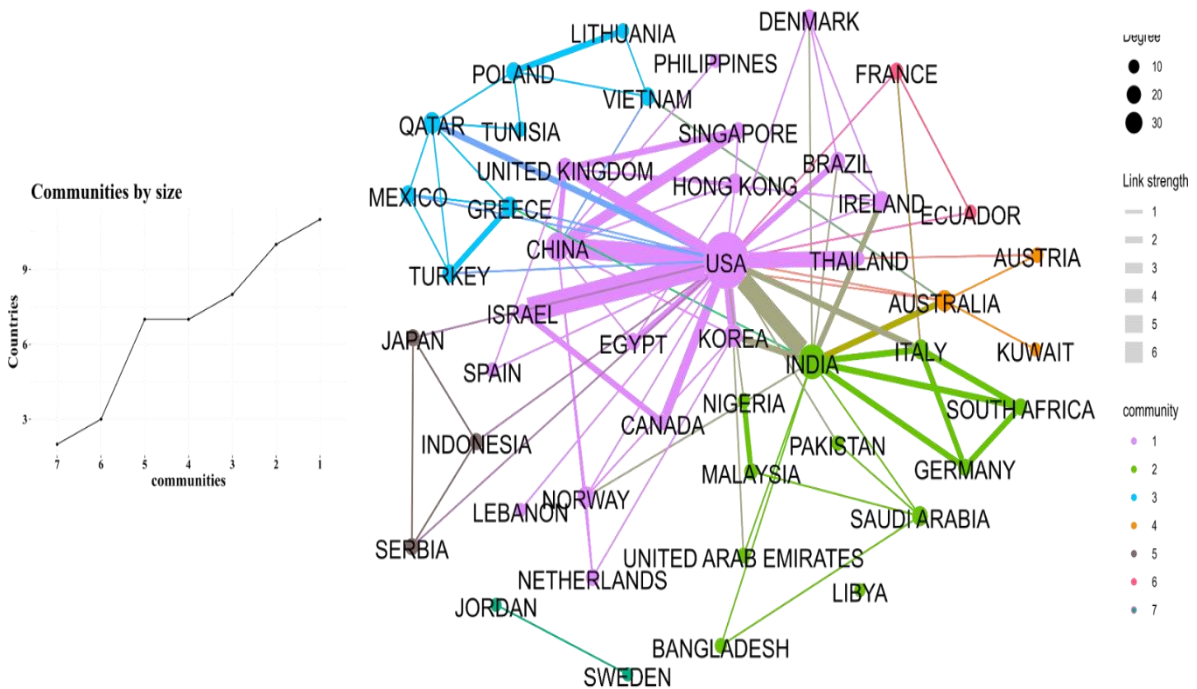 Communities by size
Countries
9
6
3
7 6 5 4 3 2 1
communities
LITHUANIA
DENMARK
PHILIPPINES
POLAND
FRANCE
VIETNAM
QATAR
TUNISIA
SINGAPORE
UNITED KINGDOM
BRAZIL
HONG KONG
MEXICO
GREECE
IRELAND
ECUADOR
CHINA
USA
THAILAND
AUSTRIA
TURKEY
AUSTRALIA
ISRAEL
JAPAN
EGYPT
KOREA
ITALY
KUWAIT
SPAIN
INDIA
NIGERIA
SOUTH AFRICA
CANADA
INDONESIA
PAKISTAN
MALAYSIA
GERMANY
NORWAY
LEBANON
SAUDI ARABIA
SERBIA
UNITED ARAB EMIRATES
NETHERLANDS
LIBYA
JORDAN
BANGLADESH
SWEDEN
Degree
10
20
30
Link strength
1
2
3
4
5
6
community
1
2
3
4
5
6
7